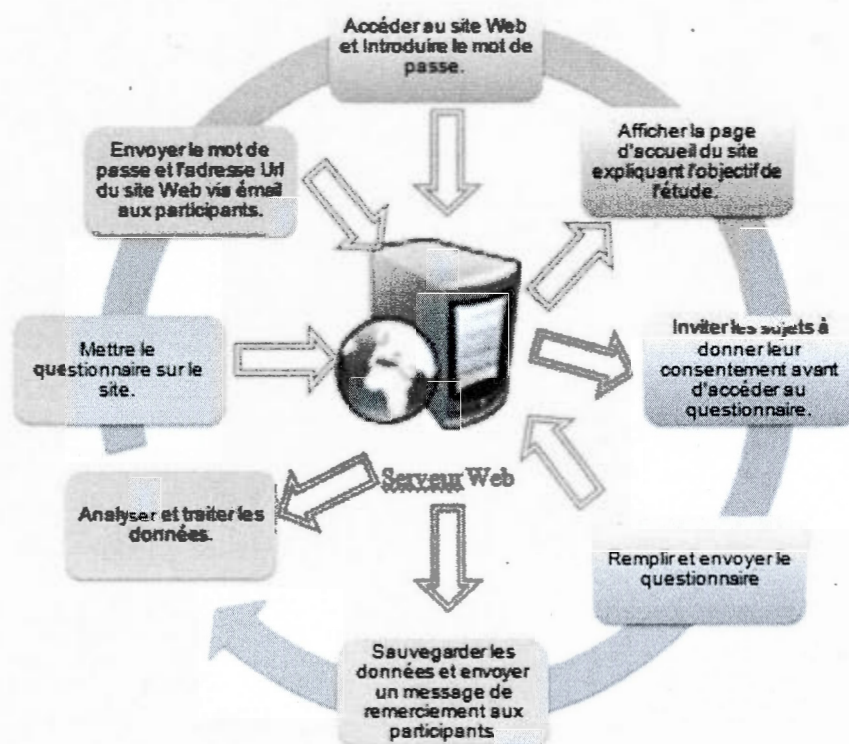 Accéder au site Web
et Introduire le mot de
passe.
Envoyer le mot de
passe et l'adresse Url
du site Web via émail
aux participants.
Afficher la page
d'accueil du site
expliquant l'objectif de
l'étude.
Mettre le
questionnaire sur le
site.
Inviter les sujets à
donner leur
consentement avant
d'accéder au
questionnaire.
Serveur Web
Analyser et traiter les
données.
Remplir et envoyer le
questionnaire
Sauvegarder les
données et envoyer
un message de
remerciement aux
participants